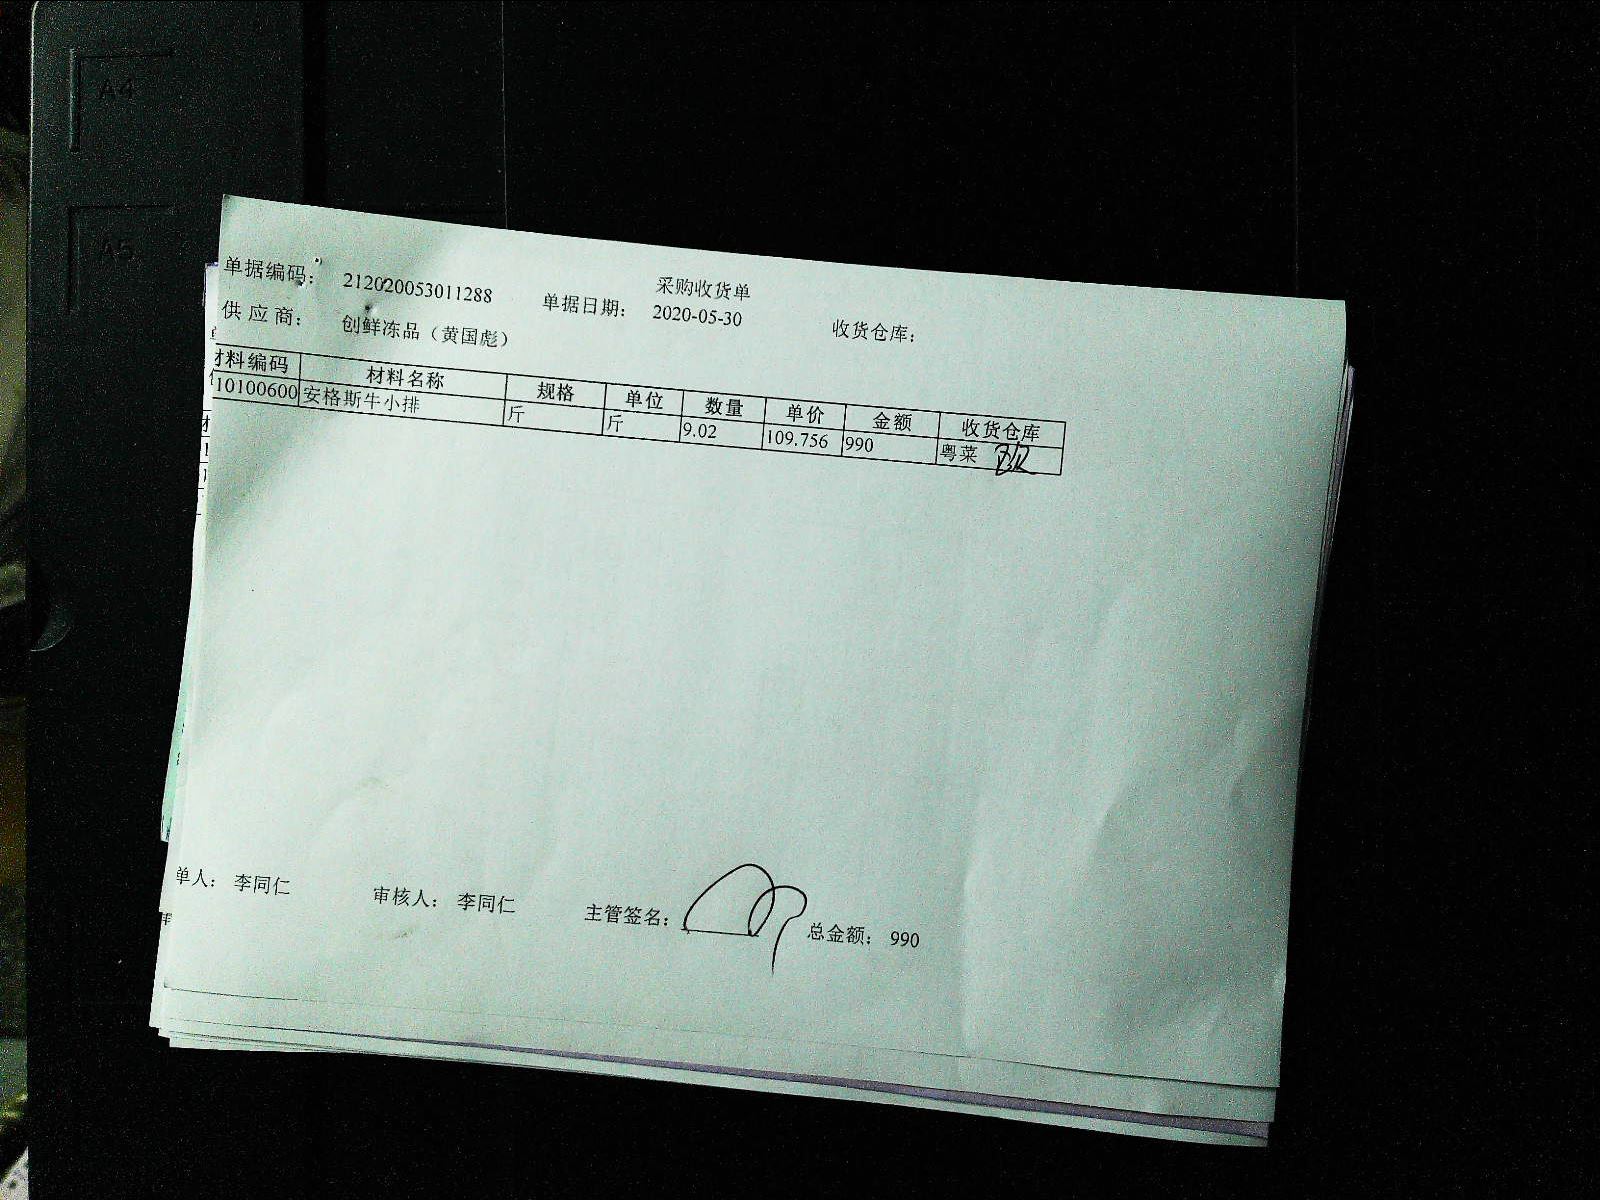 A4
A5
采购收货单
单据编码： 212020053011288 单据日期： 2020-05-30 收货仓库：
供 应 商： 创鲜冻品（黄国彪）
材料编码 材料名称 规格 单位 数量 单价 金额 收货仓库
10100600 安格斯牛小排 斤 斤 9.02 109.756 990 粤菜
单人： 李同仁 审核人： 李同仁 主管签名： 总金额： 990